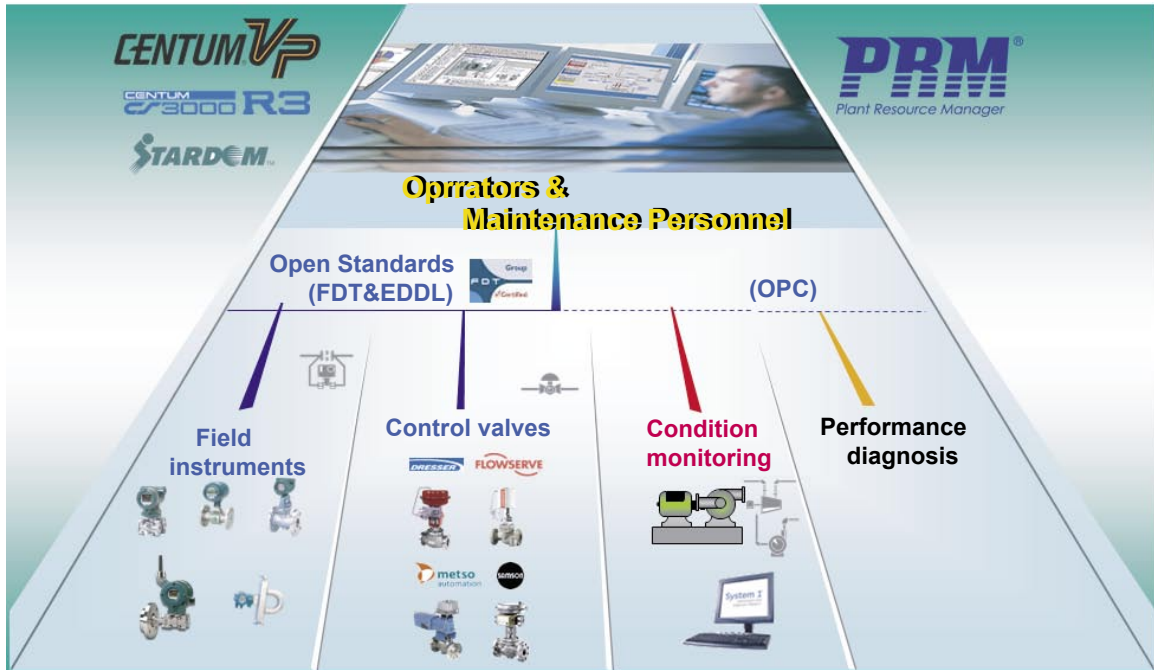 CENTUM VP
CENTUM
CS3000 R3
STARDOM™
PRM®
Plant Resource Manager
Oprrators &
Maintenance Personnel
Open Standards
(FDT&EDDL)
Group
FDT
Certified
(OPC)
Field
instruments
Control valves
DRESSER
FLOWSERVE
metso
automation
SAMSON
Condition
monitoring
System 1
Performance
diagnosis